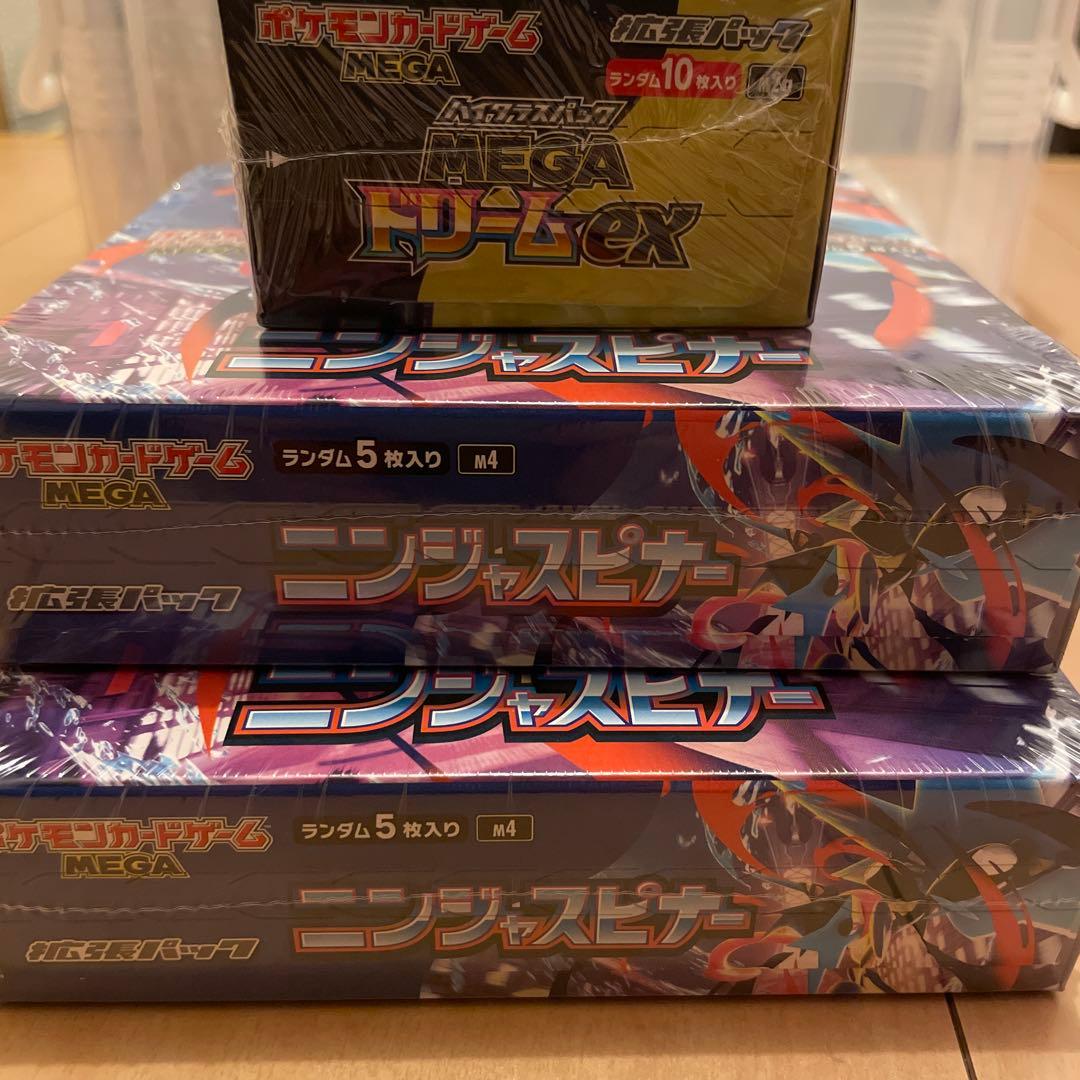 ポケモンカードゲーム
MEGA
拡張パック
ランダム10枚入り
ハイクラスパック
MEGA
ドリームex
ニンジャスピナー
ケモンカードゲーム
MEGA
ランダム5枚入り M4
ニンジャスピナー
拡張パック
ニンジャスピナー
ポケモンカードゲーム
MEGA
ランダム5枚入り M4
ニンジャスピナー
拡張パック